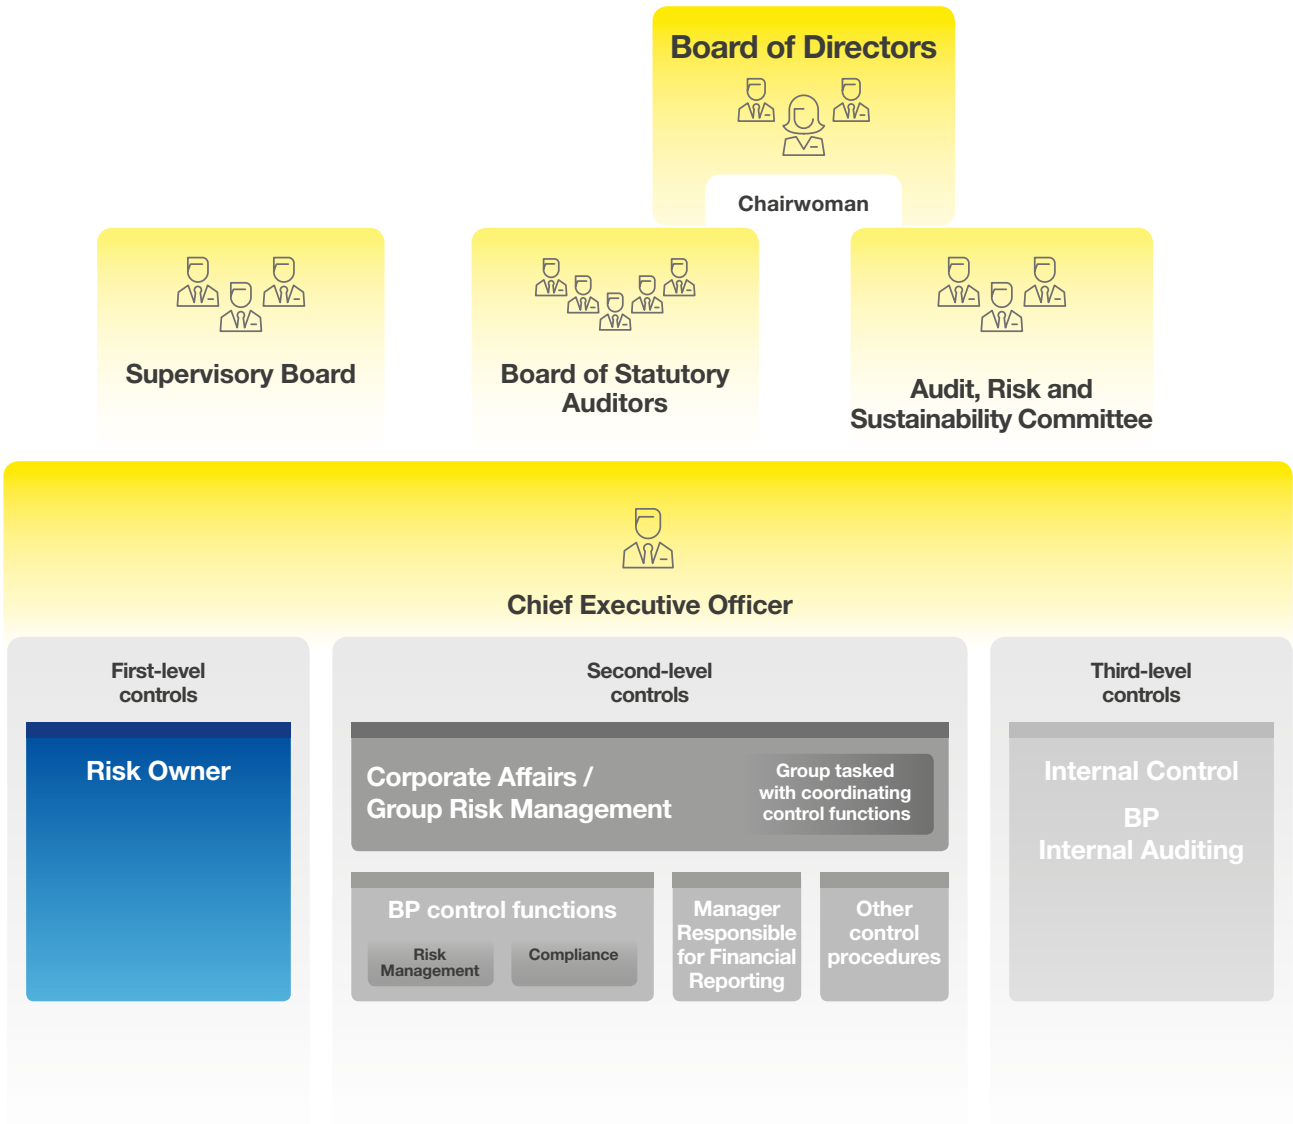 Board of Directors
Chairwoman
Supervisory Board
Board of Statutory
Auditors
Audit, Risk and
Sustainability Committee
Chief Executive Officer
First-level
controls
Risk Owner
Second-level
controls
Corporate Affairs /
Group Risk Management
Group tasked
with coordinating
control functions
BP control functions
Risk
Management
Compliance
Manager
Responsible
for Financial
Reporting
Other
control
procedures
Third-level
controls
Internal Control
BP
Internal Auditing